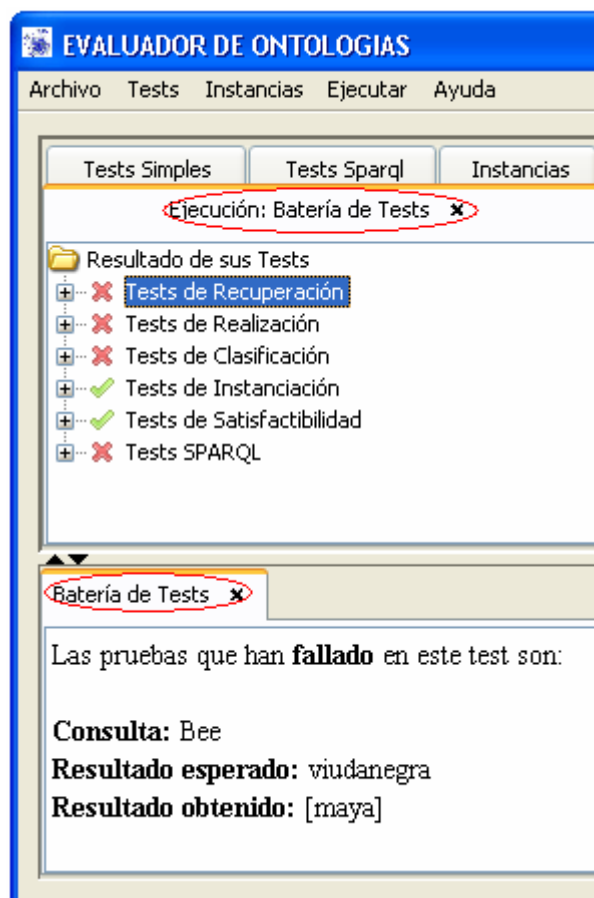 EVALUADOR DE ONTOLOGIAS
Archivo Tests Instancias Ejecutar Ayuda
Tests Simples Tests Sparql Instancias
Ejecución: Batería de Tests
Resultado de sus Tests
Tests de Recuperación
Tests de Realización
Tests de Clasificación
Tests de Instanciación
Tests de Satisfactibilidad
Tests SPARQL
Batería de Tests
Las pruebas que han fallado en este test son:
Consulta: Bee
Resultado esperado: viudanegra
Resultado obtenido: [maya]